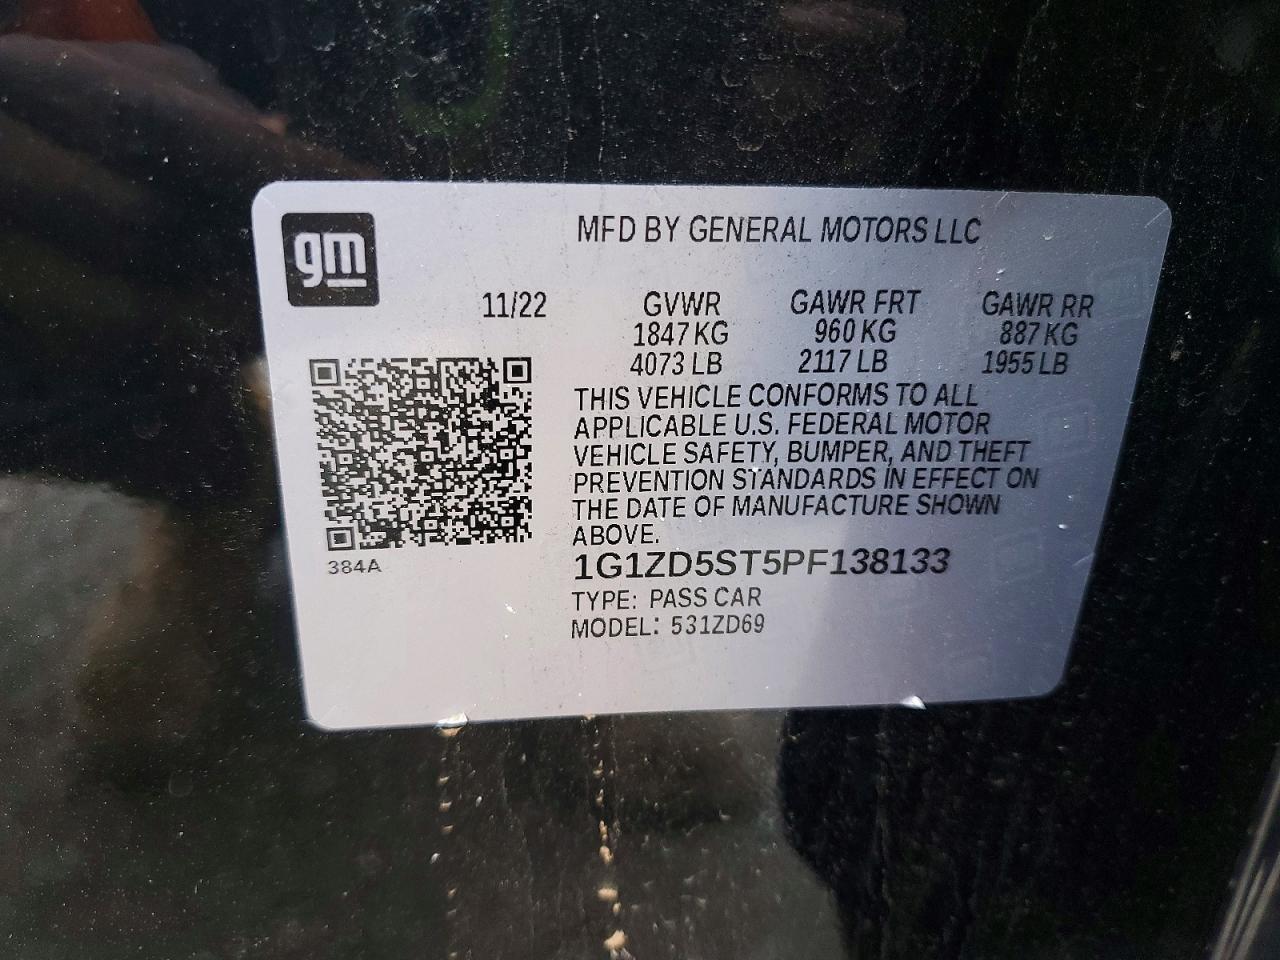 gm
MFD BY GENERAL MOTORS LLC
11/22 GVWR GAWR FRT GAWR RR
1847 KG 960 KG 887 KG
4073 LB 2117 LB 1955 LB
THIS VEHICLE CONFORMS TO ALL
APPLICABLE U.S. FEDERAL MOTOR
VEHICLE SAFETY, BUMPER, AND THEFT
PREVENTION STANDARDS IN EFFECT ON
THE DATE OF MANUFACTURE SHOWN
ABOVE.
384A
1G1ZD5ST5PF138133
TYPE: PASS CAR
MODEL: 531ZD69